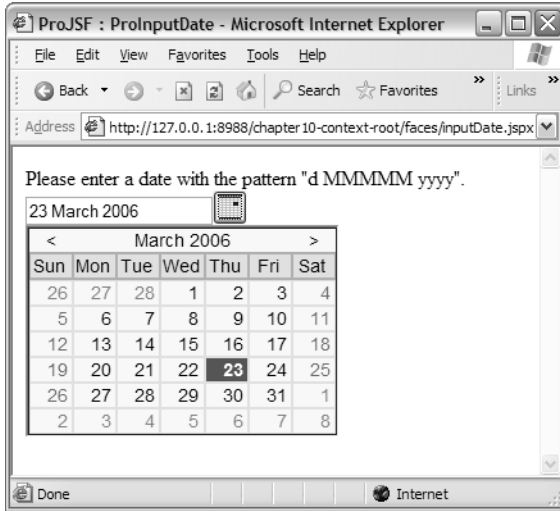 ProJSF : ProInputDate - Microsoft Internet Explorer
File Edit View Favorites Tools Help
Back Search Favorites » Links »
Address http://127.0.0.1:8988/chapter10-context-root/faces/inputDate.jspx
Please enter a date with the pattern "d MMMMM yyyy".
23 March 2006
< March 2006 >
Sun Mon Tue Wed Thu Fri Sat
26 27 28 1 2 3 4
5 6 7 8 9 10 11
12 13 14 15 16 17 18
19 20 21 22 23 24 25
26 27 28 29 30 31 1
2 3 4 5 6 7 8
Done Internet